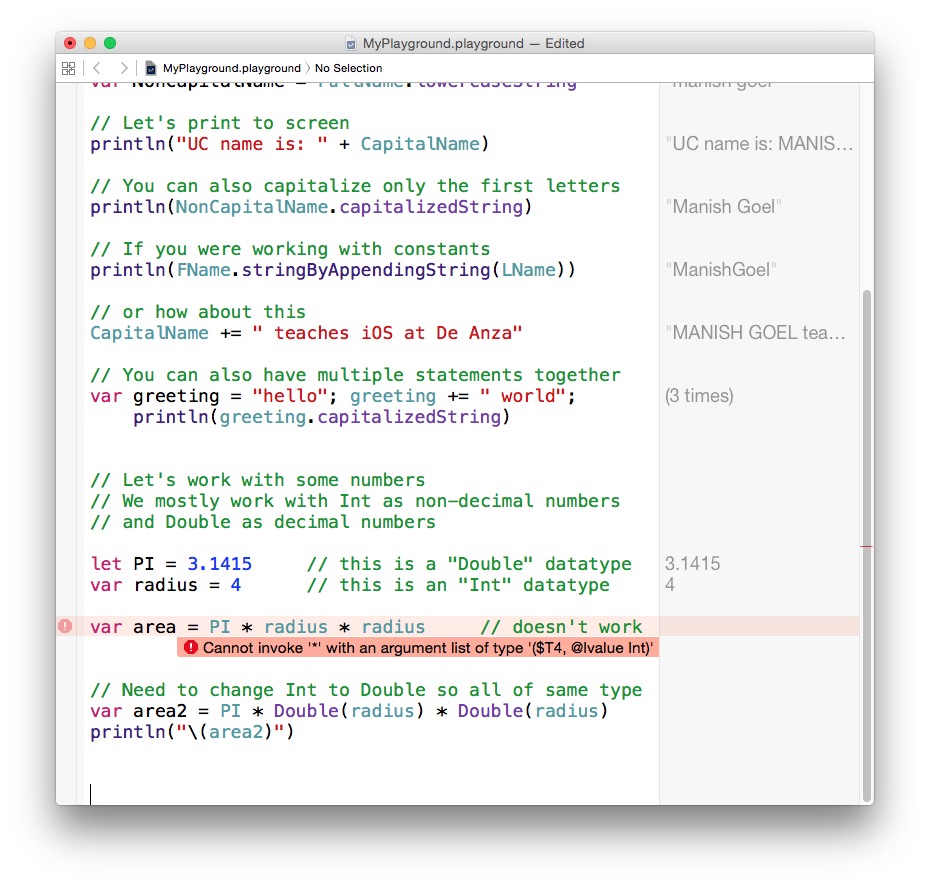 MyPlayground.playground — Edited
MyPlayground.playground 〉 No Selection
var NonCapitalName = FullName.lowercaseString "manish goel"
// Let's print to screen
println("UC name is: " + CapitalName) "UC name is: MANIS…
// You can also capitalize only the first letters
println(NonCapitalName.capitalizedString) "Manish Goel"
// If you were working with constants
println(FName.stringByAppendingString(LName)) "ManishGoel"
// or how about this
CapitalName += " teaches iOS at De Anza" "MANISH GOEL tea…
// You can also have multiple statements together
var greeting = "hello"; greeting += " world"; (3 times)
println(greeting.capitalizedString)
// Let's work with some numbers
// We mostly work with Int as non-decimal numbers
// and Double as decimal numbers
let PI = 3.1415 // this is a "Double" datatype 3.1415
var radius = 4 // this is an "Int" datatype 4
var area = PI * radius * radius // doesn't work
Cannot invoke '*' with an argument list of type '($T4, @lvalue Int)'
// Need to change Int to Double so all of same type
var area2 = PI * Double(radius) * Double(radius)
println("\(area2)")